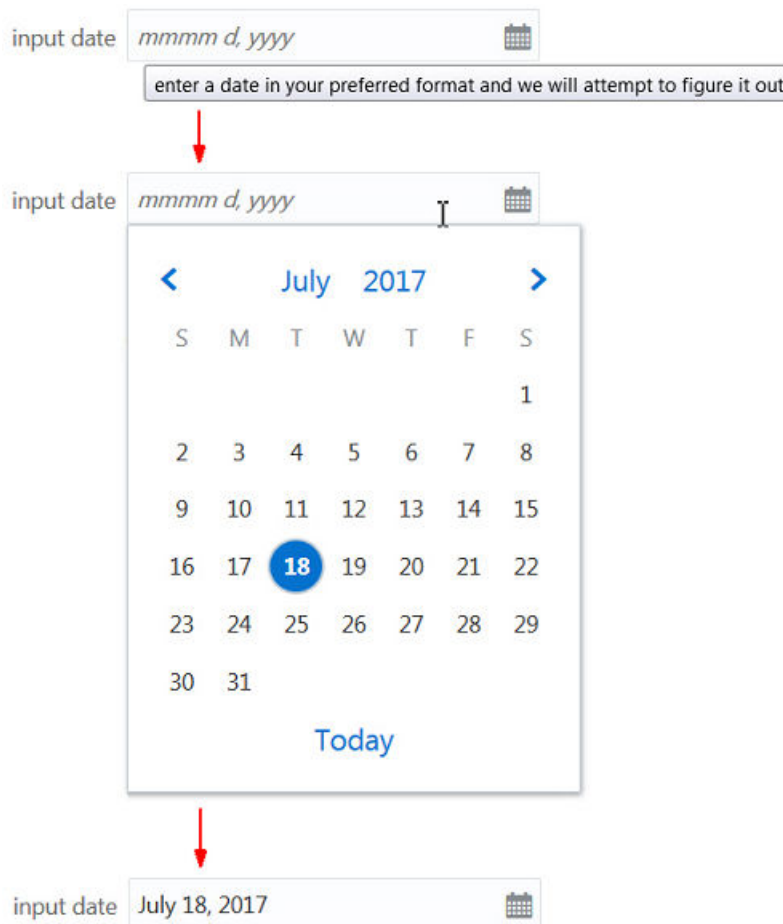 input date mmmm d, yyyy
enter a date in your preferred format and we will attempt to figure it out
input date mmmm d, yyyy
July 2017
S M T W T F S
1
2 3 4 5 6 7 8
9 10 11 12 13 14 15
16 17 18 19 20 21 22
23 24 25 26 27 28 29
30 31
Today
input date July 18, 2017